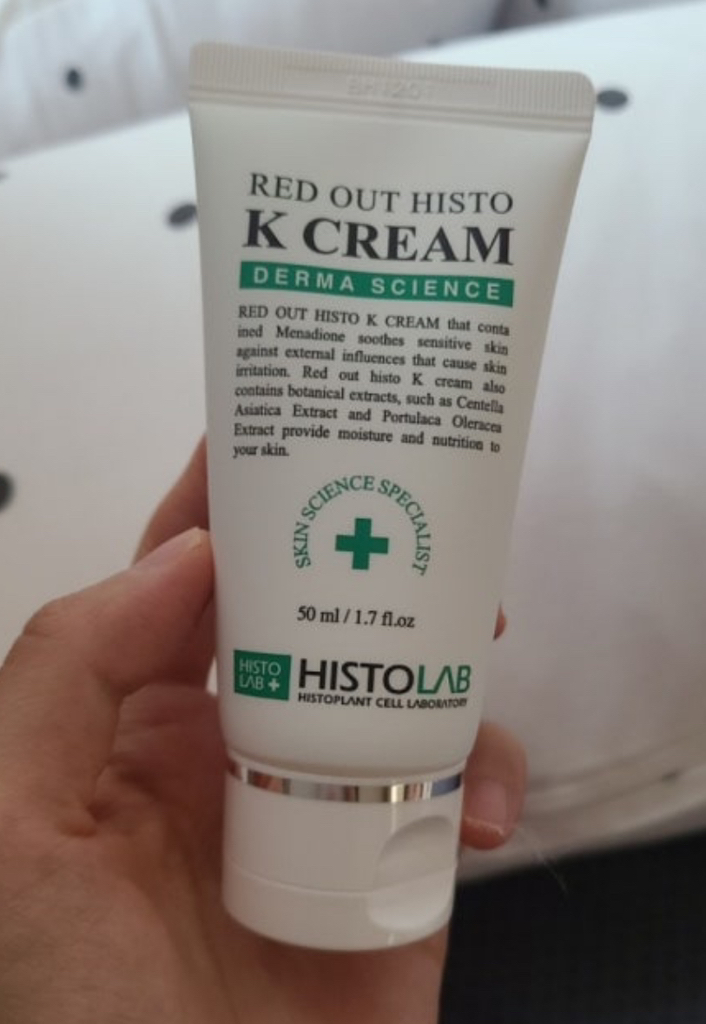 RED OUT HISTO
K CREAM
DERMA SCIENCE
RED OUT HISTO K CREAM that conta
ined Menadione soothes sensitive skin
against external influences that cause skin
irritation. Red out histo K cream also
contains botanical extracts, such as Centella
Asiatica Extract and Portulaca Oleracea
Extract provide moisture and nutrition to
your skin.
SKIN SCIENCE SPECIALIST
50 ml / 1.7 fl.oz
HISTO
LAB +
HISTOLAB
HISTOPLANT CELL LABORATORY